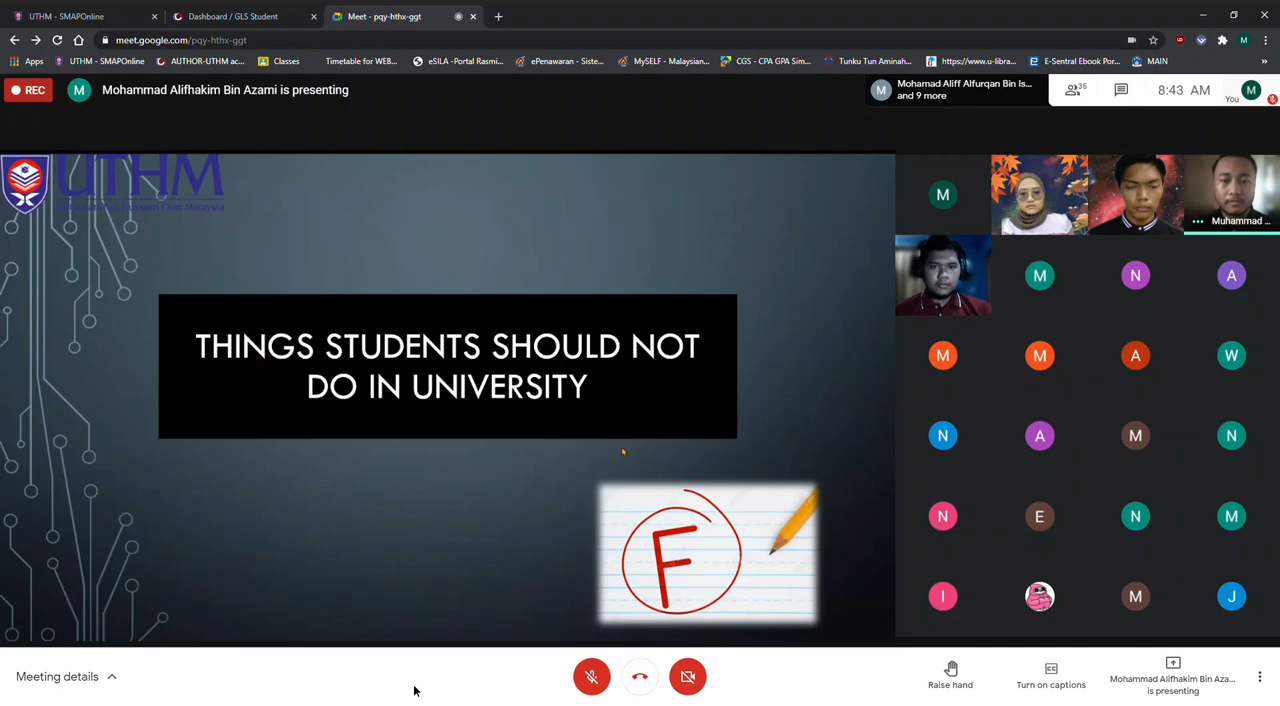 UTHM - SMAPOnline
Dashboard / GLS Student
Meet - pqy-hthx-ggt
meet.google.com/pqy-hthx-ggt
M
Apps
UTHM - SMAPOnline
AUTHOR-UTHM ac...
Classes
Timetable for WEB...
eSILA -Portal Rasmi...
ePenawaran - Siste...
MySELF - Malaysian...
CGS - CPA GPA Sim...
Tunku Tun Aminah...
https://www.u-libra...
E-Sentral Ebook Por...
MAIN
REC
M
Mohammad Alifhakim Bin Azami is presenting
M
Mohamad Aliff Alfurqan Bin Is...
and 9 more
35
8:43 AM
You
M
UTHM
THINGS STUDENTS SHOULD NOT
DO IN UNIVERSITY
F
M
Muhammad ...
M
N
A
M
M
A
W
N
A
M
N
N
E
N
M
I
M
J
Meeting details
Raise hand
Turn on captions
Mohammad Alifhakim Bin Aza...
is presenting